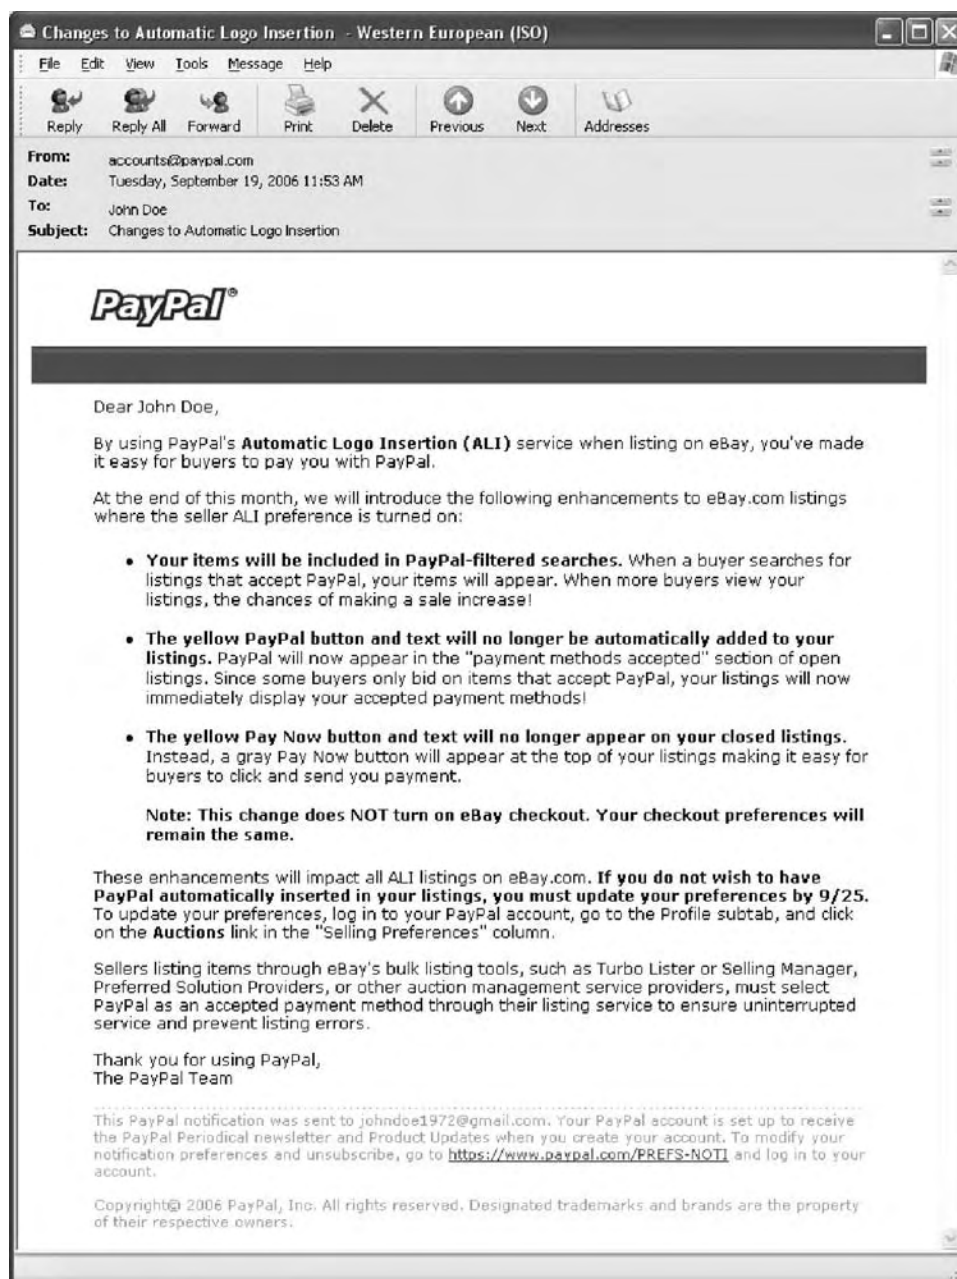 Changes to Automatic Logo Insertion - Western European (ISO)
File Edit View Tools Message Help
Reply Reply All Forward Print Delete Previous Next Addresses
From: accounts@paypal.com
Date: Tuesday, September 19, 2006 11:53 AM
To: John Doe
Subject: Changes to Automatic Logo Insertion
PayPal®
Dear John Doe,
By using PayPal's Automatic Logo Insertion (ALI) service when listing on eBay, you've made
it easy for buyers to pay you with PayPal.
At the end of this month, we will introduce the following enhancements to eBay.com listings
where the seller ALI preference is turned on:
• Your items will be included in PayPal-filtered searches. When a buyer searches for
listings that accept PayPal, your items will appear. When more buyers view your
listings, the chances of making a sale increase!
• The yellow PayPal button and text will no longer be automatically added to your
listings. PayPal will now appear in the "payment methods accepted" section of open
listings. Since some buyers only bid on items that accept PayPal, your listings will now
immediately display your accepted payment methods!
• The yellow Pay Now button and text will no longer appear on your closed listings.
Instead, a gray Pay Now button will appear at the top of your listings making it easy for
buyers to click and send you payment.
Note: This change does NOT turn on eBay checkout. Your checkout preferences will
remain the same.
These enhancements will impact all ALI listings on eBay.com. If you do not wish to have
PayPal automatically inserted in your listings, you must update your preferences by 9/25.
To update your preferences, log in to your PayPal account, go to the Profile subtab, and click
on the Auctions link in the "Selling Preferences" column.
Sellers listing items through eBay's bulk listing tools, such as Turbo Lister or Selling Manager,
Preferred Solution Providers, or other auction management service providers, must select
PayPal as an accepted payment method through their listing service to ensure uninterrupted
service and prevent listing errors.
Thank you for using PayPal,
The PayPal Team
This PayPal notification was sent to johndoe1972@gmail.com. Your PayPal account is set up to receive
the PayPal Periodical newsletter and Product Updates when you create your account. To modify your
notification preferences and unsubscribe, go to https://www.paypal.com/PREFS-NOTI and log in to your
account.
Copyright© 2006 PayPal, Inc. All rights reserved. Designated trademarks and brands are the property
of their respective owners.